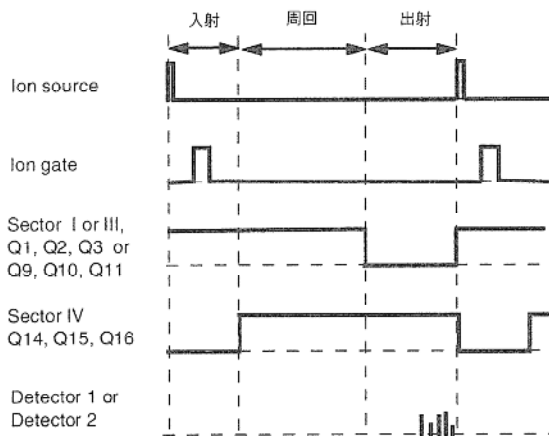 入射 周回 出射
Ion source
Ion gate
Sector I or III,
Q1, Q2, Q3 or
Q9, Q10, Q11
Sector IV
Q14, Q15, Q16
Detector 1 or
Detector 2